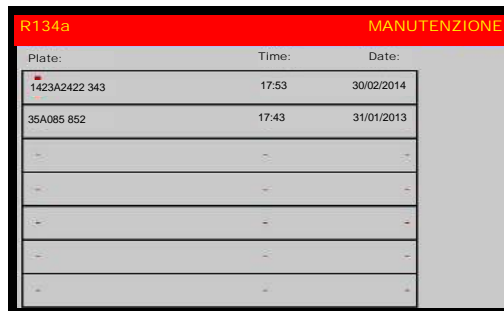 R134a MANUTENZIONE
Plate: Time: Date:
1423A2422 343 17:53 30/02/2014
35A085 852 17:43 31/01/2013
- - -
- - -
- - -
- - -
- - -